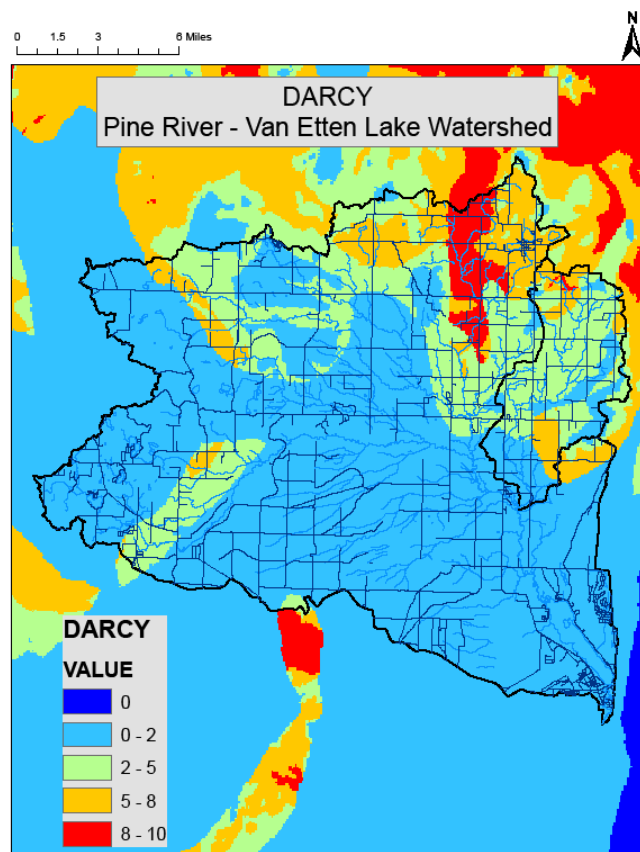 N
0 1.5 3 6 Miles
DARCY
Pine River - Van Etten Lake Watershed
DARCY
VALUE
0
0 - 2
2 - 5
5 - 8
8 - 10